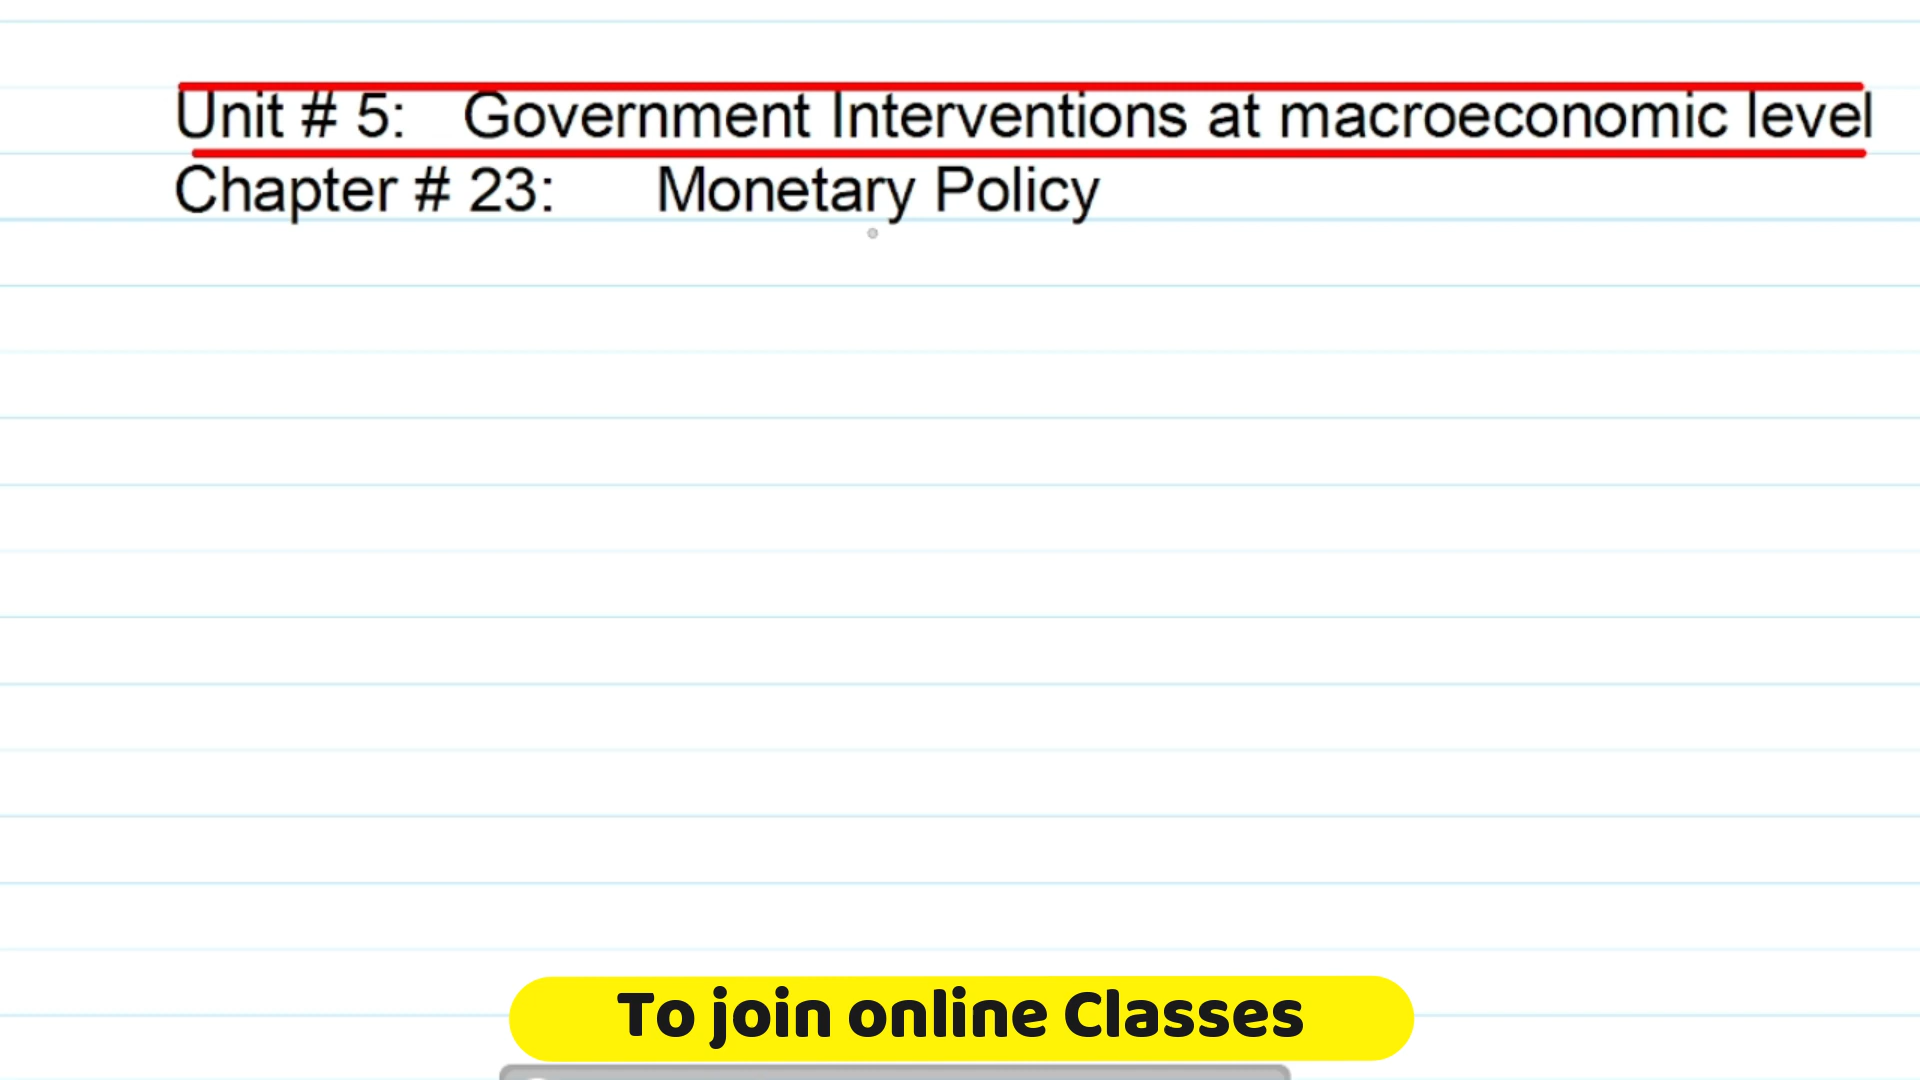 Unit # 5: Government Interventions at macroeconomic level
Chapter # 23: Monetary Policy
To join online Classes